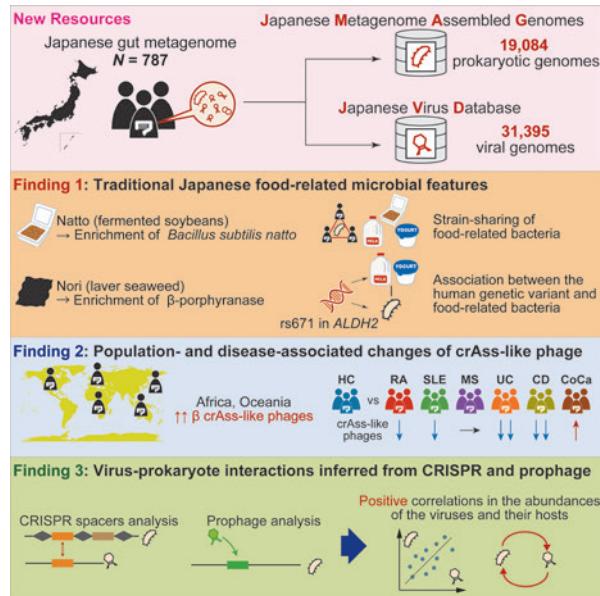 New Resources
Japanese gut metagenome
N = 787
Japanese Metagenome Assembled Genomes
19,084
prokaryotic genomes
Japanese Virus Database
31,395
viral genomes
Finding 1: Traditional Japanese food-related microbial features
Natto (fermented soybeans)
→ Enrichment of Bacillus subtilis natto
MILK
YOGURT
Strain-sharing of
food-related bacteria
Nori (laver seaweed)
→ Enrichment of β-porphyranase
MILK
YOGURT
rs671 in ALDH2
Association between the
human genetic variant and
food-related bacteria
Finding 2: Population- and disease-associated changes of crAss-like phage
Africa, Oceania
↑↑ β crAss-like phages
HC vs RA SLE MS UC CD CoCa
crAss-like
phages ↓ ↓ → ↓↓ ↓↓ ↑
Finding 3: Virus-prokaryote interactions inferred from CRISPR and prophage
CRISPR spacers analysis
Prophage analysis
Positive correlations in the abundances
of the viruses and their hosts